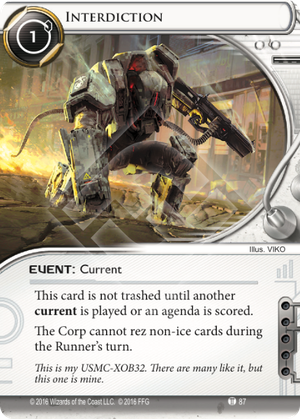 1
INTERDICTION
Illus. VIKO
EVENT: Current
This card is not trashed until another
current is played or an agenda is scored.
The Corp cannot rez non-ice cards during
the Runner's turn.
This is my USMC-XOB32. There are many like it, but
this one is mine.
© 2016 Wizards of the Coast LLC. © 2016 FFG
87